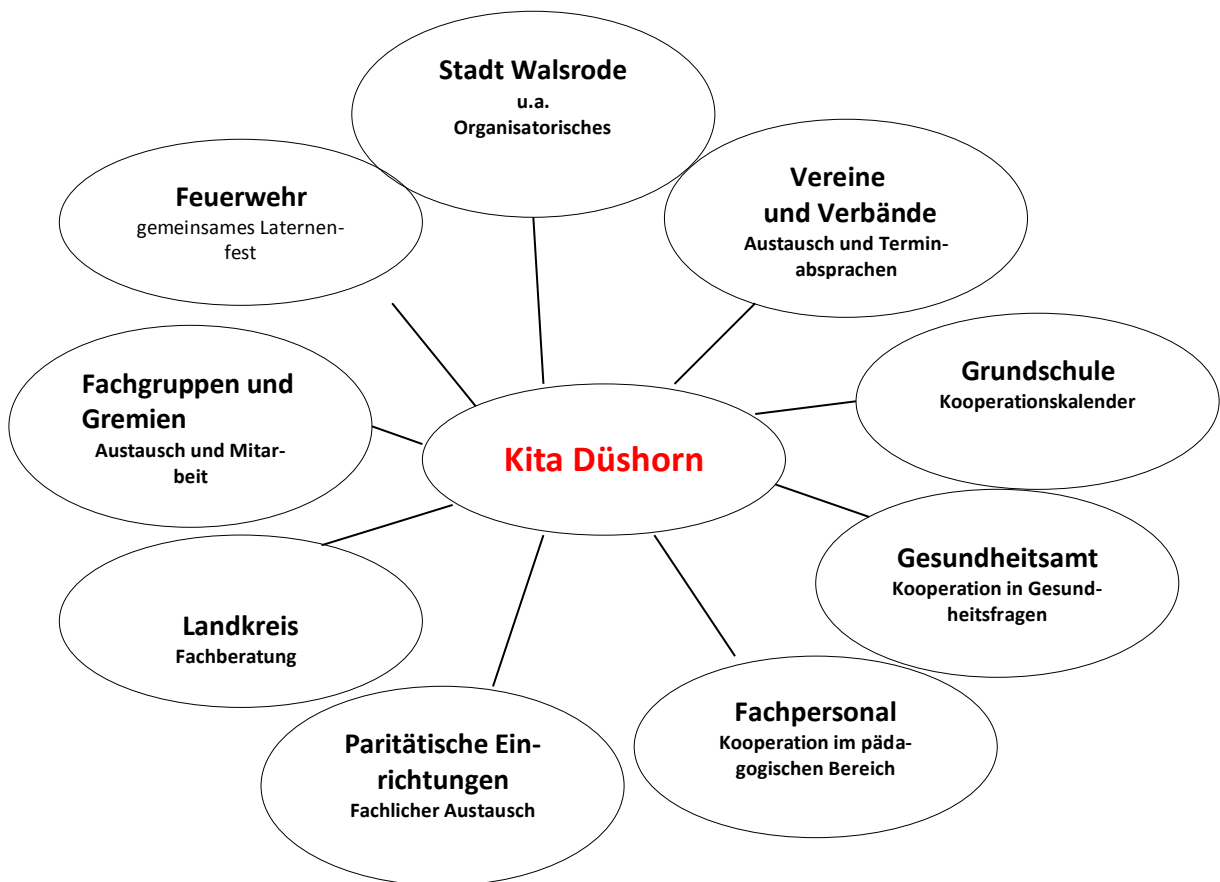 Stadt Walsrode
u.a.
Organisatorisches
Feuerwehr
gemeinsames Laternen-
fest
Vereine
und Verbände
Austausch und Termin-
absprachen
Fachgruppen und
Gremien
Austausch und Mitar-
beit
Grundschule
Kooperationskalender
Kita Düshorn
Gesundheitsamt
Kooperation in Gesund-
heitsfragen
Landkreis
Fachberatung
Paritätische Ein-
richtungen
Fachlicher Austausch
Fachpersonal
Kooperation im päda-
gogischen Bereich